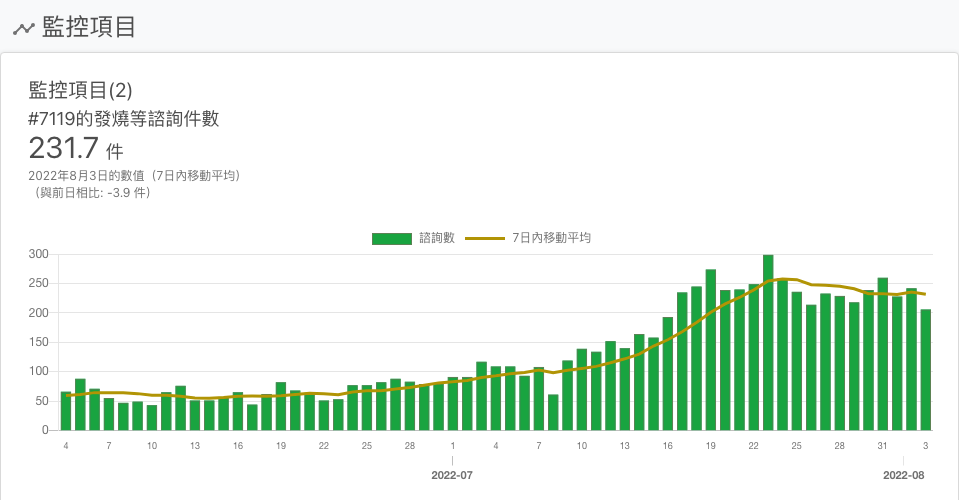 監控項目
監控項目(2)
#7119的發燒等諮詢件數
231.7 件
2022年8月3日的數值（7日內移動平均）
（與前日相比: -3.9 件）
諮詢數 7日內移動平均
300
250
200
150
100
50
0
4 7 10 13 16 19 22 25 28 1 4 7 10 13 16 19 22 25 28 31 3
2022-07 2022-08